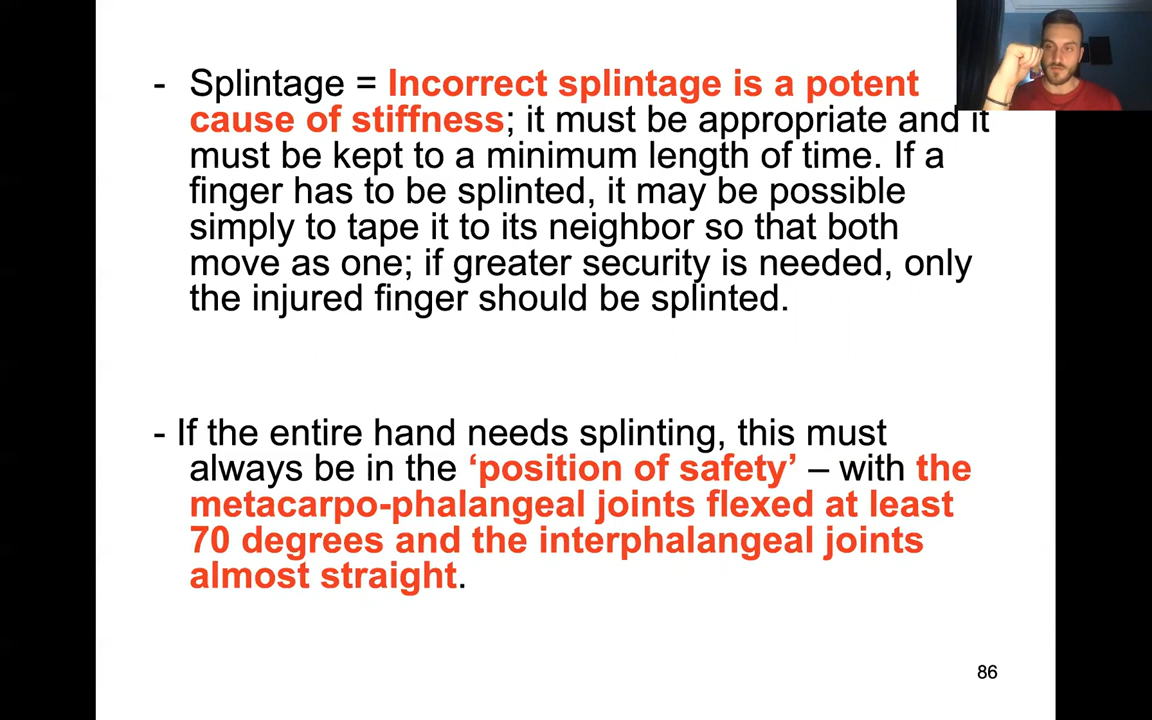 - Splintage = Incorrect splintage is a potent
cause of stiffness; it must be appropriate and it
must be kept to a minimum length of time. If a
finger has to be splinted, it may be possible
simply to tape it to its neighbor so that both
move as one; if greater security is needed, only
the injured finger should be splinted.
- If the entire hand needs splinting, this must
always be in the ‘position of safety’ – with the
metacarpo-phalangeal joints flexed at least
70 degrees and the interphalangeal joints
almost straight.
86